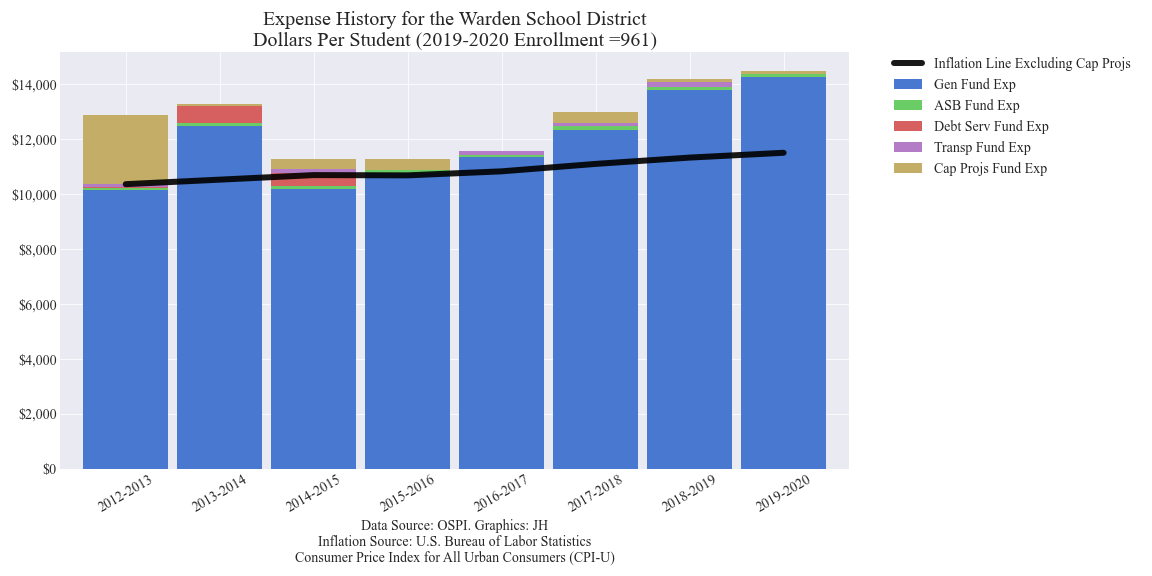 Expense History for the Warden School District
Dollars Per Student (2019-2020 Enrollment =961)
Inflation Line Excluding Cap Projs
Gen Fund Exp
ASB Fund Exp
Debt Serv Fund Exp
Transp Fund Exp
Cap Projs Fund Exp
$14,000
$12,000
$10,000
$8,000
$6,000
$4,000
$2,000
$0
2012-2013
2013-2014
2014-2015
2015-2016
2016-2017
2017-2018
2018-2019
2019-2020
Data Source: OSPI. Graphics: JH
Inflation Source: U.S. Bureau of Labor Statistics
Consumer Price Index for All Urban Consumers (CPI-U)